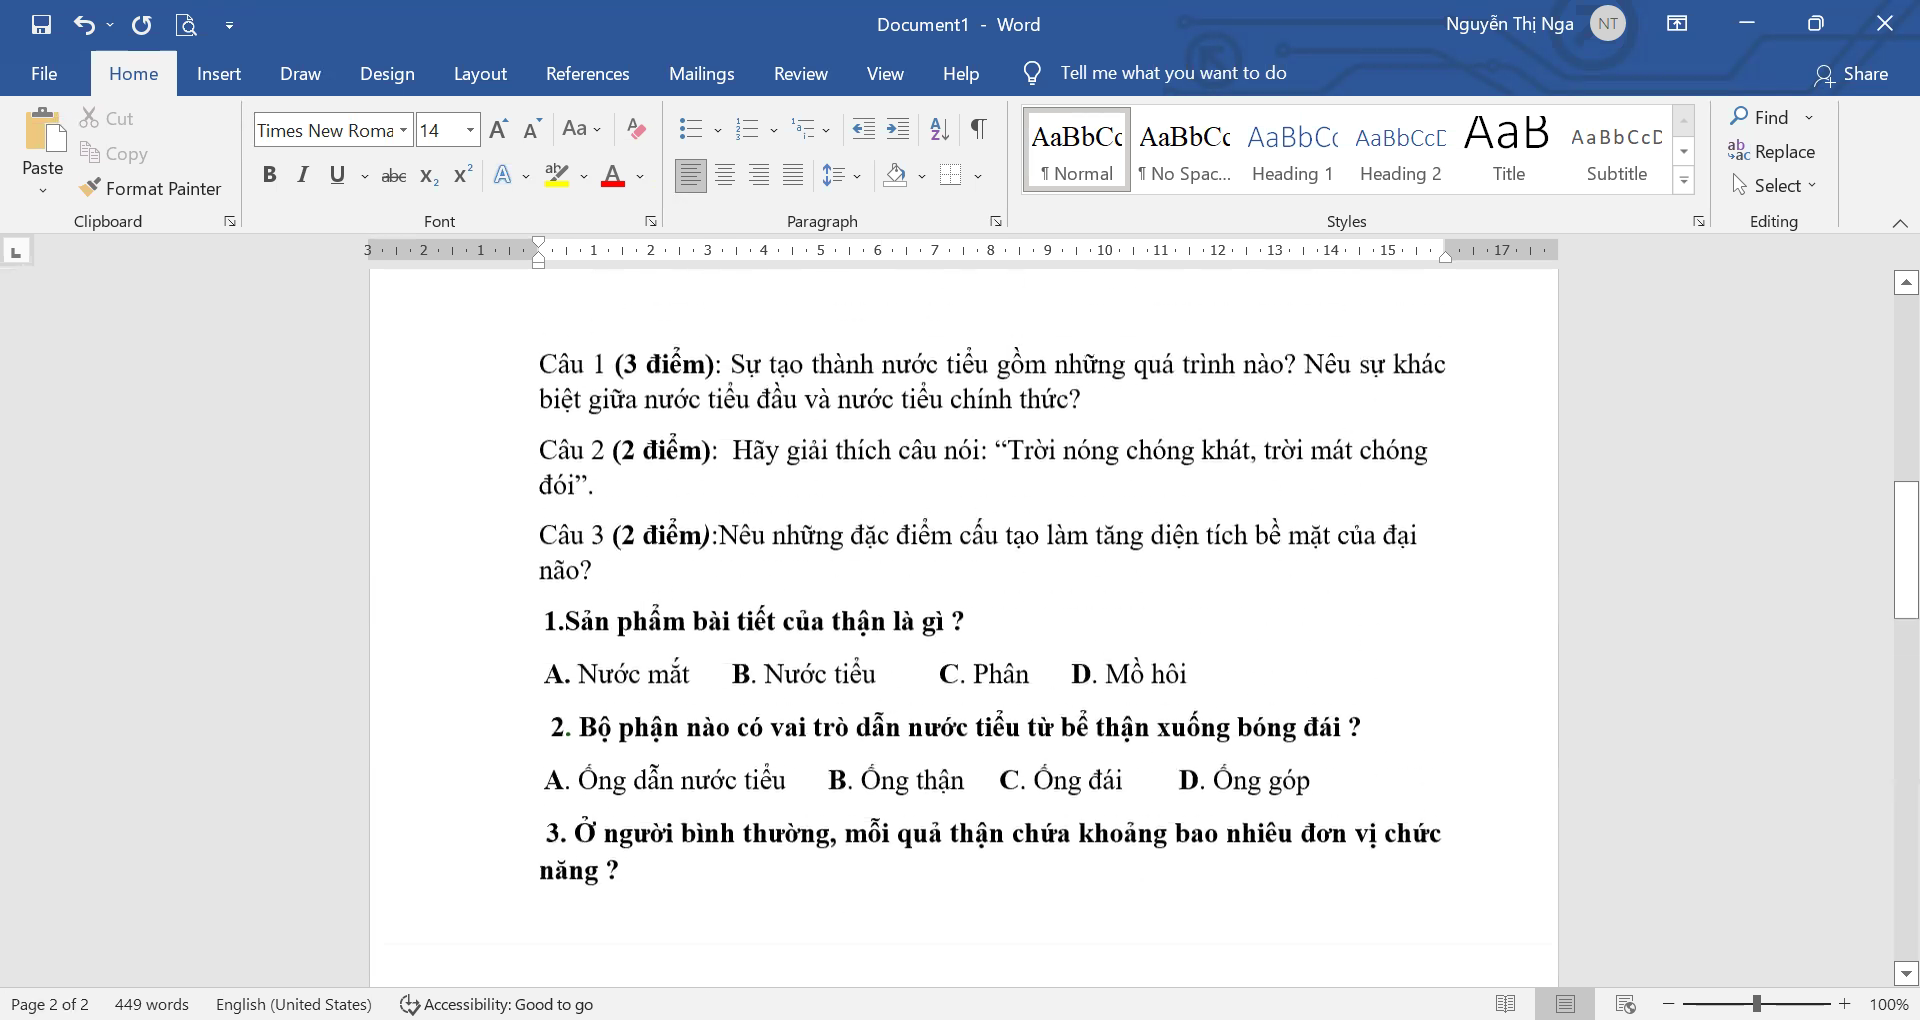 Document1 - Word
Nguyễn Thị Nga NT
File Home Insert Draw Design Layout References Mailings Review View Help Tell me what you want to do Share
Paste
Cut
Copy
Format Painter
Clipboard
Times New Roma 14
Font
Paragraph
AaBbCc AaBbCc AaBbCc AaBbCcD AaB AaBbCcD
¶ Normal ¶ No Spac... Heading 1 Heading 2 Title Subtitle
Styles
Find
Replace
Select
Editing
3 2 1 1 2 3 4 5 6 7 8 9 10 11 12 13 14 15 17
Câu 1 (3 điểm): Sự tạo thành nước tiểu gồm những quá trình nào? Nêu sự khác
biệt giữa nước tiểu đầu và nước tiểu chính thức?
Câu 2 (2 điểm): Hãy giải thích câu nói: “Trời nóng chóng khát, trời mát chóng
đói”.
Câu 3 (2 điểm):Nêu những đặc điểm cấu tạo làm tăng diện tích bề mặt của đại
não?
1.Sản phẩm bài tiết của thận là gì ?
A. Nước mắt B. Nước tiểu C. Phân D. Mồ hôi
2. Bộ phận nào có vai trò dẫn nước tiểu từ bể thận xuống bóng đái ?
A. Ống dẫn nước tiểu B. Ống thận C. Ống đái D. Ống góp
3. Ở người bình thường, mỗi quả thận chứa khoảng bao nhiêu đơn vị chức
năng ?
Page 2 of 2 449 words English (United States) Accessibility: Good to go 100%